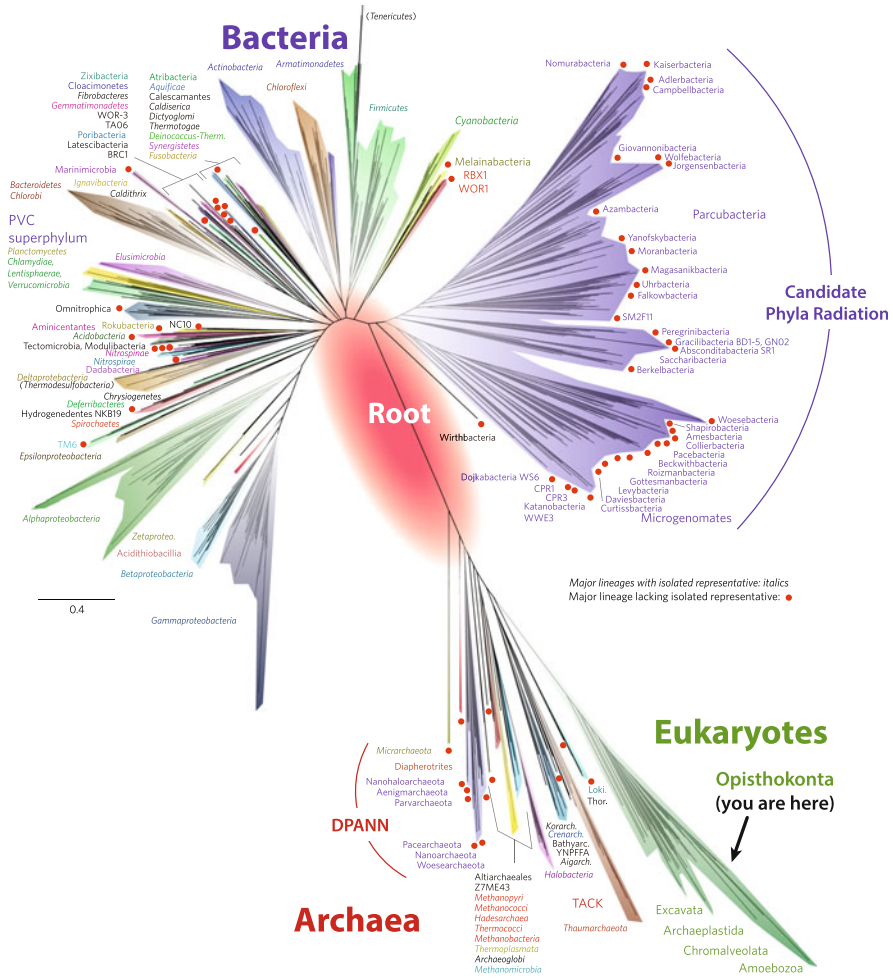 (Tenericutes)
Bacteria
Actinobacteria
Armatimonadetes
Chloroflexi
Firmicutes
Cyanobacteria
Melainabacteria
RBX1
WOR1
Zixibacteria
Cloacimonetes
Fibrobacteres
Gemmatimonadetes
WOR-3
TA06
Poribacteria
Latescibacteria
BRC1
Atribacteria
Aquificae
Calescamantes
Caldiserica
Dictyoglomi
Thermotogae
Deinococcus-Therm.
Synergistetes
Fusobacteria
Marinimicrobia
Ignavibacteria
Bacteroidetes
Chlorobi
Caldithrix
PVC
superphylum
Planctomycetes
Chlamydiae,
Lentisphaerae,
Verrucomicrobia
Elusimicrobia
Omnitrophica
Aminicentantes
Rokubacteria
NC10
Acidobacteria
Tectomicrobia, Modulibacteria
Nitrospinae
Nitrospirae
Dadabacteria
Deltaprotebacteria
(Thermodesulfobacteria)
Chrysiogenetes
Deferribacteres
Hydrogenedentes NKB19
Spirochaetes
TM6
Epsilonproteobacteria
Alphaproteobacteria
Zetaproteo.
Acidithiobacillia
Betaproteobacteria
Gammaproteobacteria
0.4
Root
Nomurabacteria
Kaiserbacteria
Adlerbacteria
Campbellbacteria
Giovannonibacteria
Wolfebacteria
Jorgensenbacteria
Azambacteria
Parcubacteria
Yanofskybacteria
Moranbacteria
Magasanikbacteria
Uhrbacteria
Falkowbacteria
SM2F11
Candidate
Phyla Radiation
Peregrinibacteria
Gracilibacteria BD1-5, GN02
Absconditabacteria SR1
Saccharibacteria
Berkelbacteria
Woesebacteria
Shapirobacteria
Amesbacteria
Collierbacteria
Pacebacteria
Beckwithbacteria
Roizmanbacteria
Gottesmanbacteria
Levybacteria
Daviesbacteria
Curtissbacteria
Microgenomates
Wirthbacteria
Dojkabacteria WS6
CPR1
CPR3
Katanobacteria
WWE3
Major lineages with isolated representative: italics
Major lineage lacking isolated representative:
Eukaryotes
Opisthokonta
(you are here)
Excavata
Archaeplastida
Chromalveolata
Amoebozoa
Micrarchaeota
Diapherotrites
Nanohaloarchaeota
Aenigmarchaeota
Parvarchaeota
DPANN
Pacearchaeota
Nanoarchaeota
Woesearchaeota
Archaea
Altiarchaeales
Z7ME43
Methanopyri
Methanococci
Hadesarchaea
Thermococci
Methanobacteria
Thermoplasmata
Archaeoglobi
Methanomicrobia
Halobacteria
Loki.
Thor.
Korarch.
Crenarch.
Bathyarc.
YNPFFA
Aigarch.
TACK
Thaumarchaeota